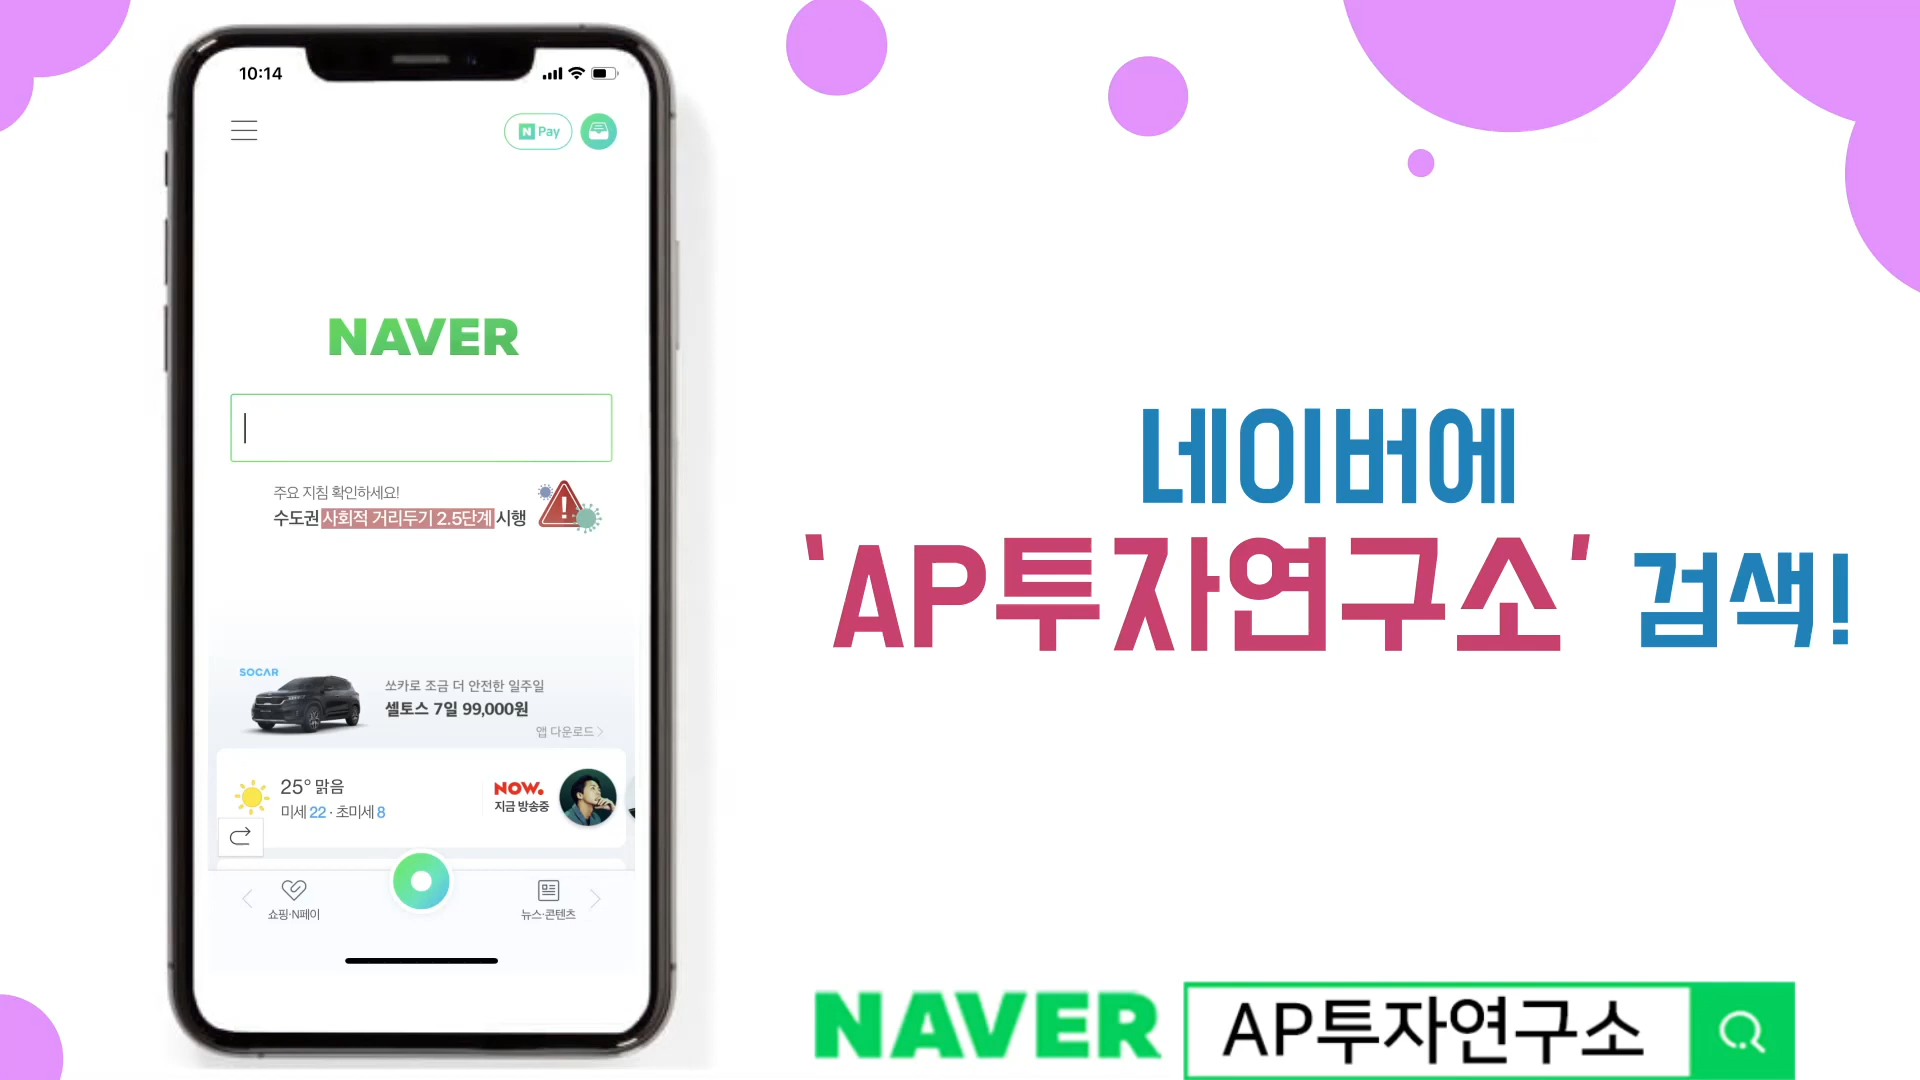 10:14
N Pay
NAVER
주요 지침 확인하세요!
수도권 사회적 거리두기 2.5단계 시행
SOCAR
쏘카로 조금 더 안전한 일주일
셀토스 7일 99,000원
앱 다운로드
25° 맑음
미세 22 · 초미세 8
NOW.
지금 방송중
쇼핑·N페이
뉴스·콘텐츠
네이버에
'AP투자연구소' 검색!
NAVER AP투자연구소